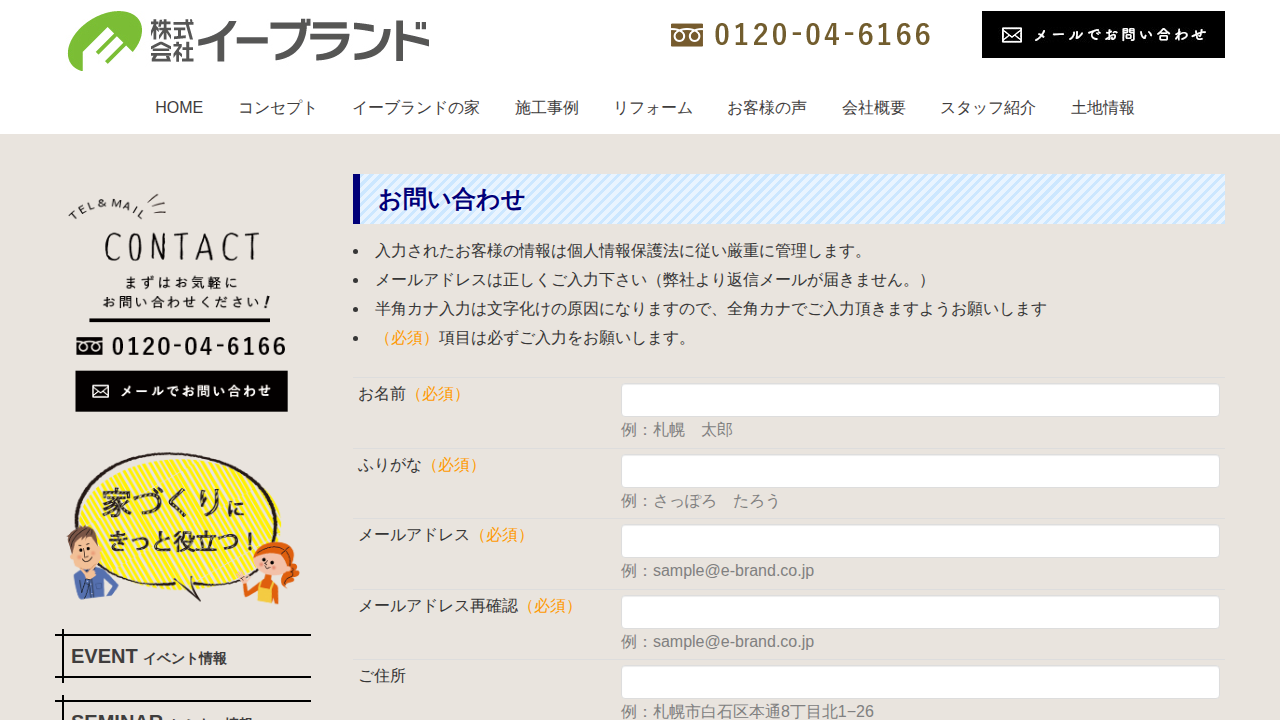 株式会社イーブランド
0120-04-6166
メールでお問い合わせ
HOME コンセプト イーブランドの家 施工事例 リフォーム お客様の声 会社概要 スタッフ紹介 土地情報
TEL&MAIL
CONTACT
まずはお気軽に
お問い合わせください!
0120-04-6166
メールでお問い合わせ
家づくりに
きっと役立つ!
EVENT イベント情報
SEMINAR
お問い合わせ
入力されたお客様の情報は個人情報保護法に従い厳重に管理します。
メールアドレスは正しくご入力下さい（弊社より返信メールが届きません。）
半角カナ入力は文字化けの原因になりますので、全角カナでご入力頂きますようお願いします
（必須）項目は必ずご入力をお願いします。
お名前（必須）
例：札幌　太郎
ふりがな（必須）
例：さっぽろ　たろう
メールアドレス（必須）
例：sample@e-brand.co.jp
メールアドレス再確認（必須）
例：sample@e-brand.co.jp
ご住所
例：札幌市白石区本通8丁目北1−26